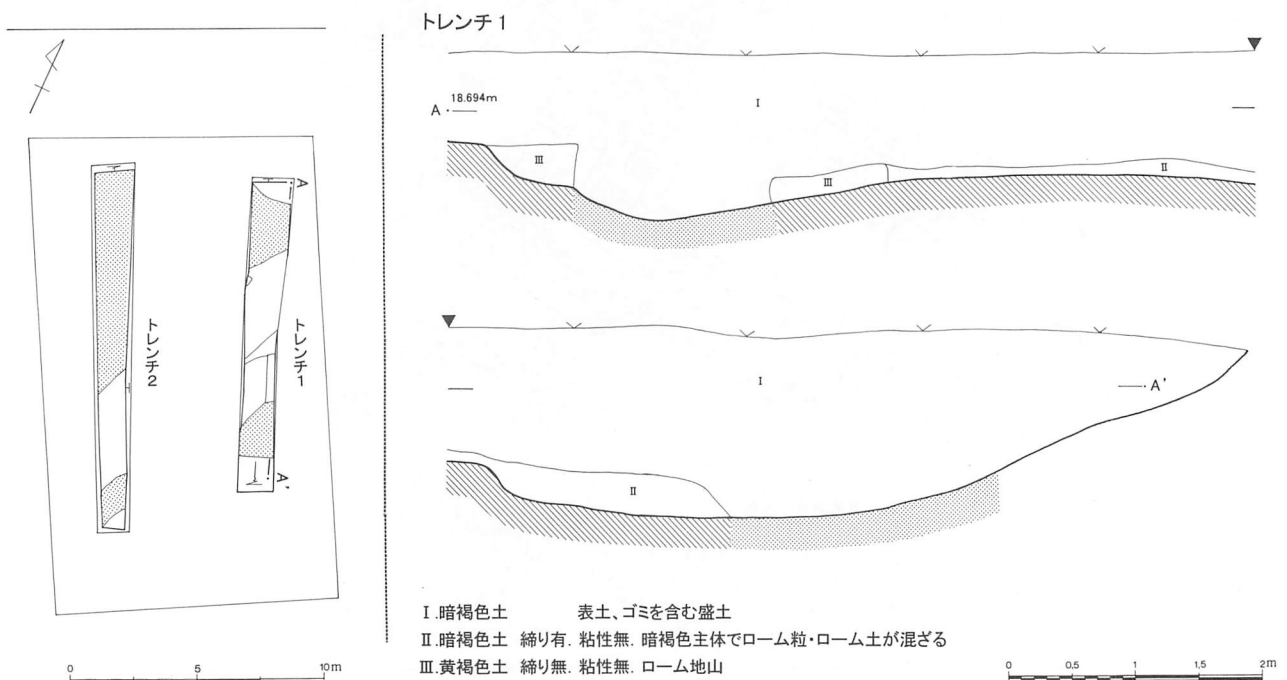 トレンチ1
A
18.694m
I
III
III
II
A
トレンチ2
トレンチ1
A'
I
A'
II
I.暗褐色土 表土、ゴミを含む盛土
II.暗褐色土 締り有. 粘性無. 暗褐色主体でローム粒・ローム土が混ざる
III.黄褐色土 締り無. 粘性無. ローム地山
0 5 10m
0 0.5 1 1.5 2m